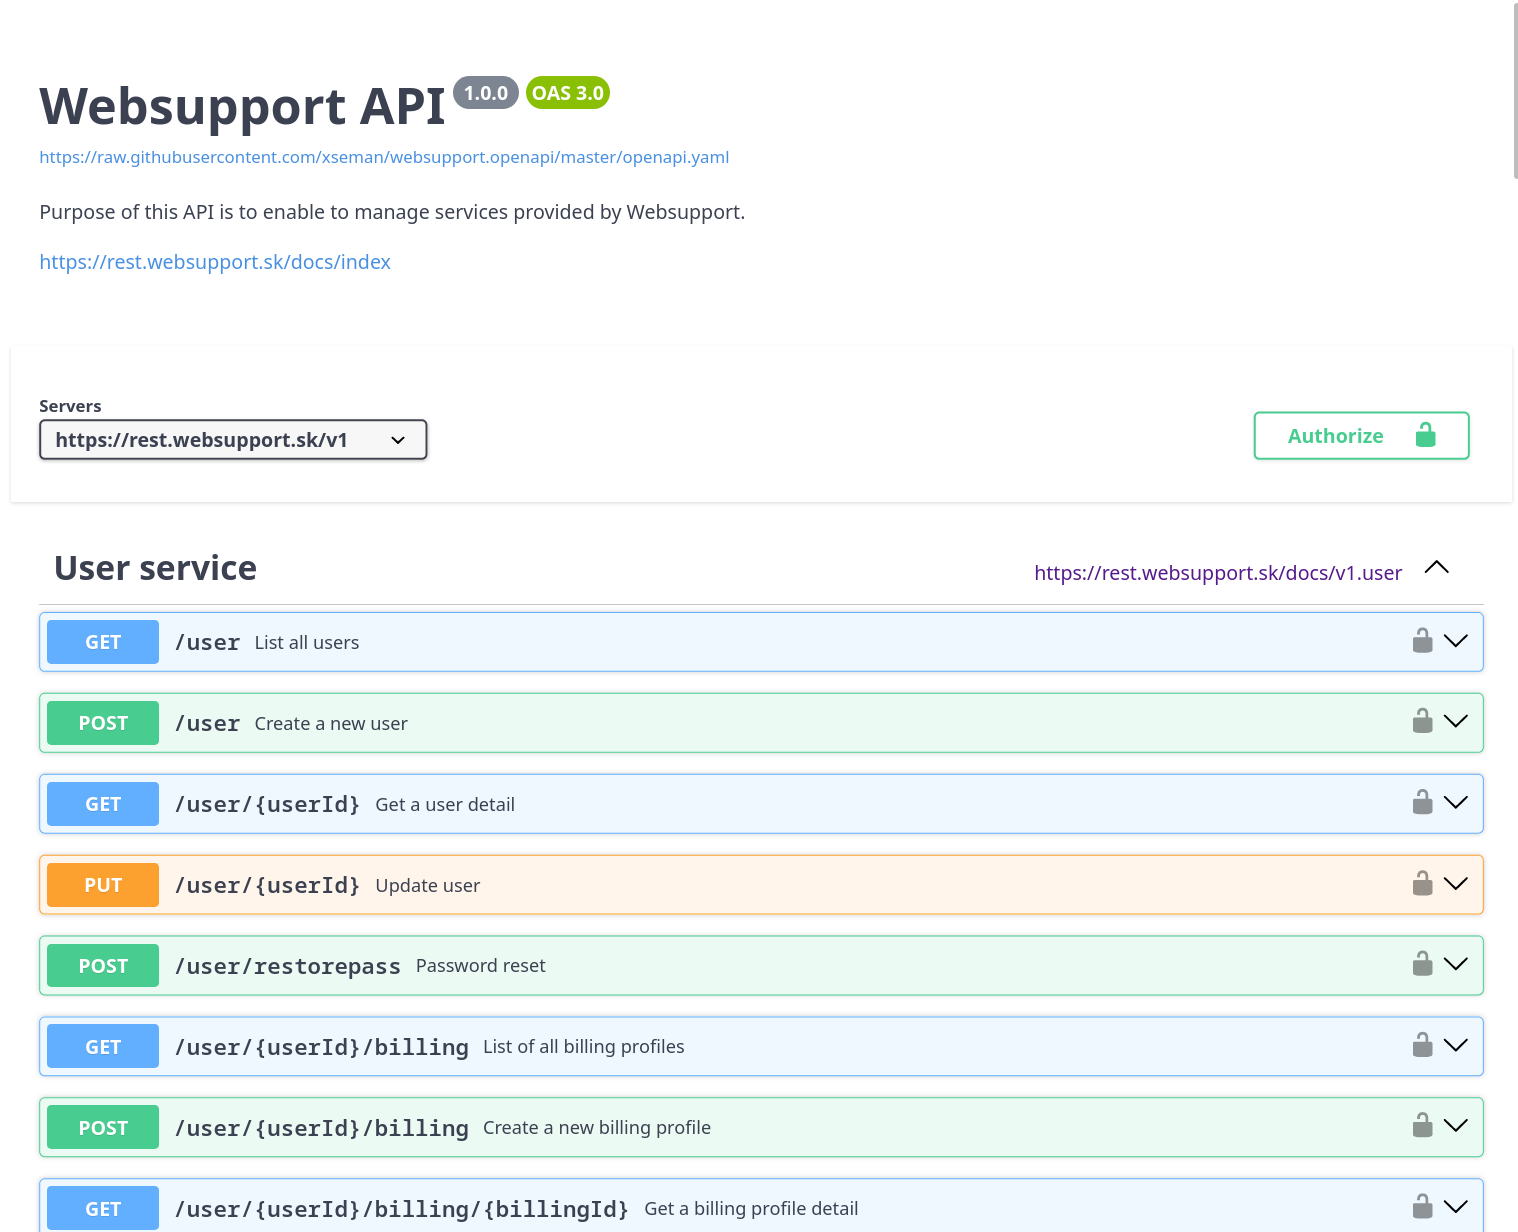 Websupport API 1.0.0 OAS 3.0
https://raw.githubusercontent.com/xseman/websupport.openapi/master/openapi.yaml
Purpose of this API is to enable to manage services provided by Websupport.
https://rest.websupport.sk/docs/index
Servers
https://rest.websupport.sk/v1
Authorize
User service https://rest.websupport.sk/docs/v1.user
GET /user List all users
POST /user Create a new user
GET /user/{userId} Get a user detail
PUT /user/{userId} Update user
POST /user/restorepass Password reset
GET /user/{userId}/billing List of all billing profiles
POST /user/{userId}/billing Create a new billing profile
GET /user/{userId}/billing/{billingId} Get a billing profile detail